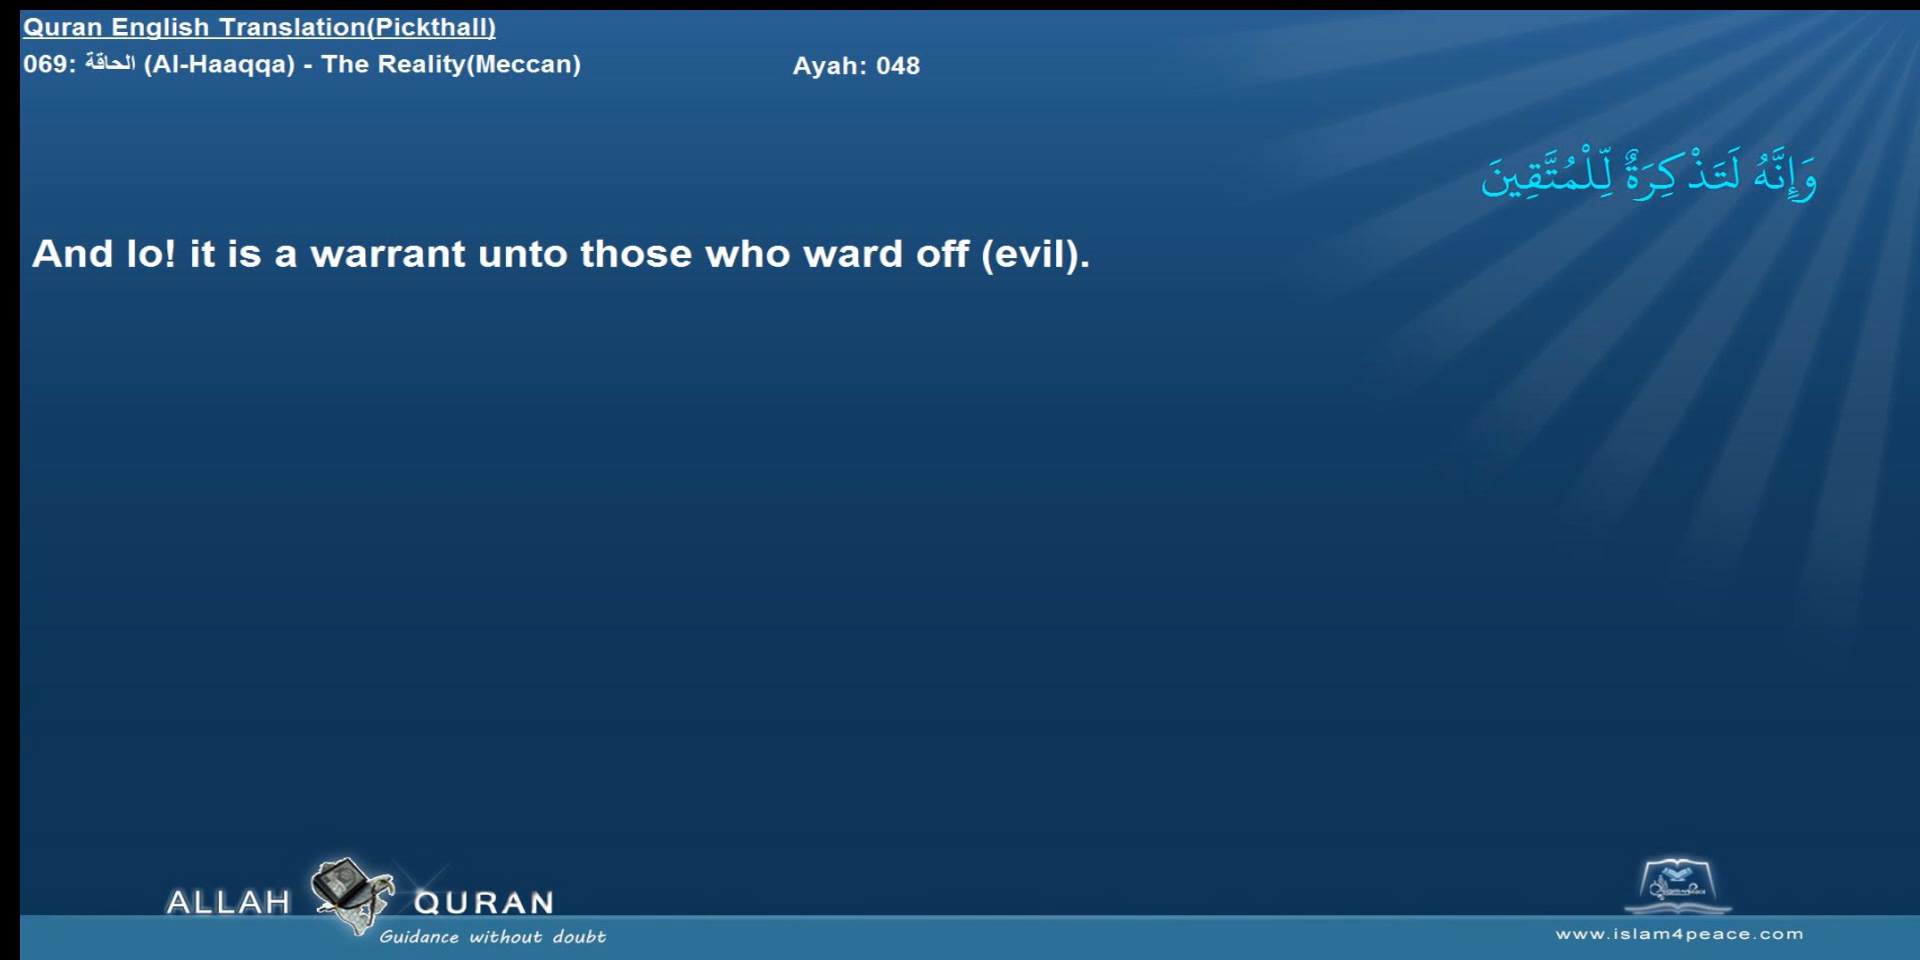 Quran English Translation(Pickthall)
069: الحاقة (Al-Haaqqa) - The Reality(Meccan) Ayah: 048
وَإِنَّهُ لَتَذْكِرَةٌ لِّلْمُتَّقِينَ
And lo! it is a warrant unto those who ward off (evil).
ALLAH QURAN
Guidance without doubt
www.islam4peace.com